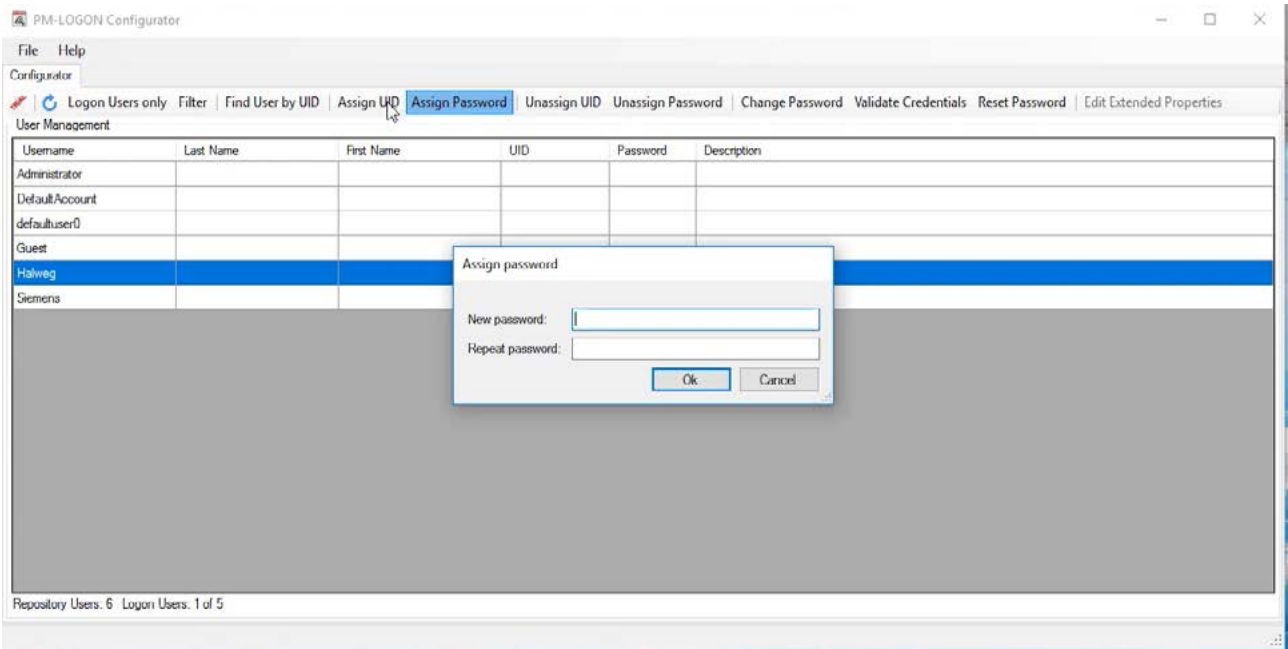 PM-LOGON Configurator
File Help
Configurator
Logon Users only Filter Find User by UID Assign UID Assign Password Unassign UID Unassign Password Change Password Validate Credentials Reset Password Edit Extended Properties
User Management
Username Last Name First Name UID Password Description
Administrator
DefaultAccount
defaultuser0
Guest
Halweg
Siemens
Assign password
New password:
Repeat password:
Ok Cancel
Repository Users: 6 Logon Users: 1 of 5